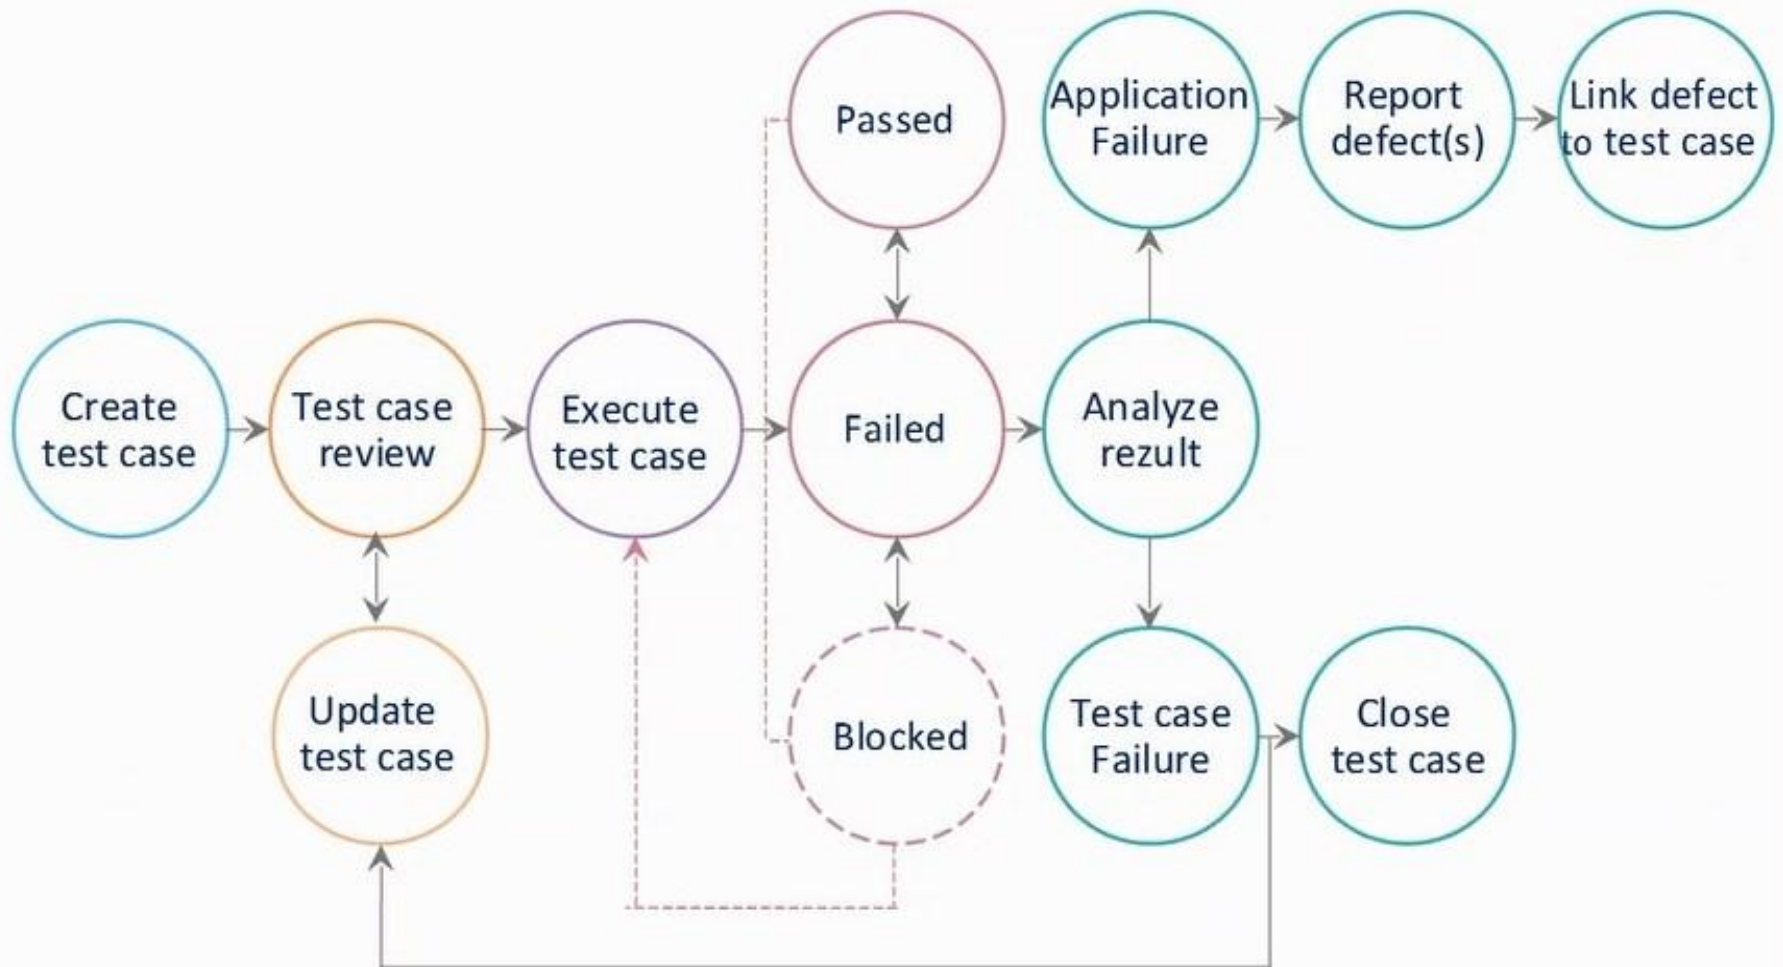 Passed
Application
Failure
Report
defect(s)
Link defect
to test case
Create
test case
Test case
review
Execute
test case
Failed
Analyze
rezult
Update
test case
Blocked
Test case
Failure
Close
test case